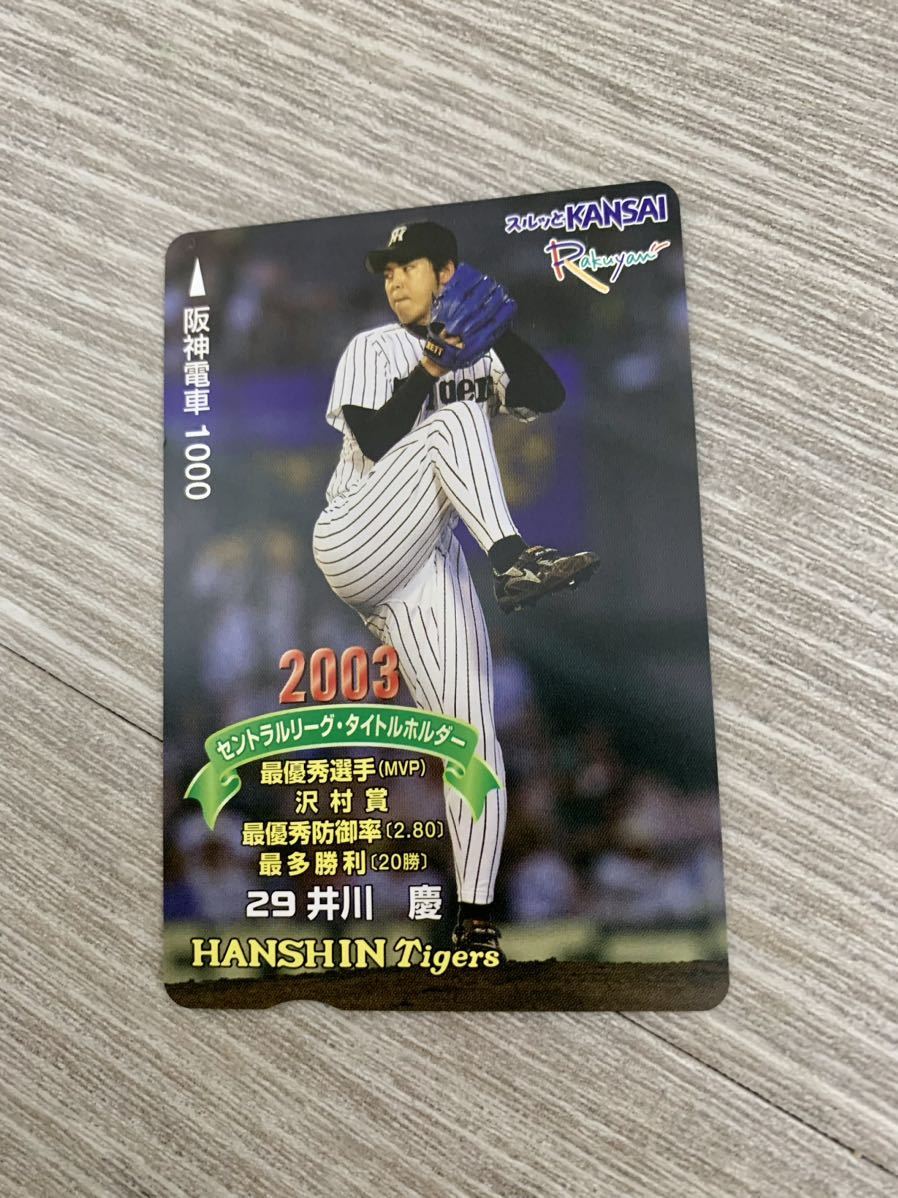 スルッとKANSAI
Rakuyan
阪神電車 1000
ZETT
2003
セントラルリーグ・タイトルホルダー
最優秀選手(MVP)
沢村賞
最優秀防御率〔2.80〕
最多勝利〔20勝〕
29 井川 慶
HANSHIN Tigers